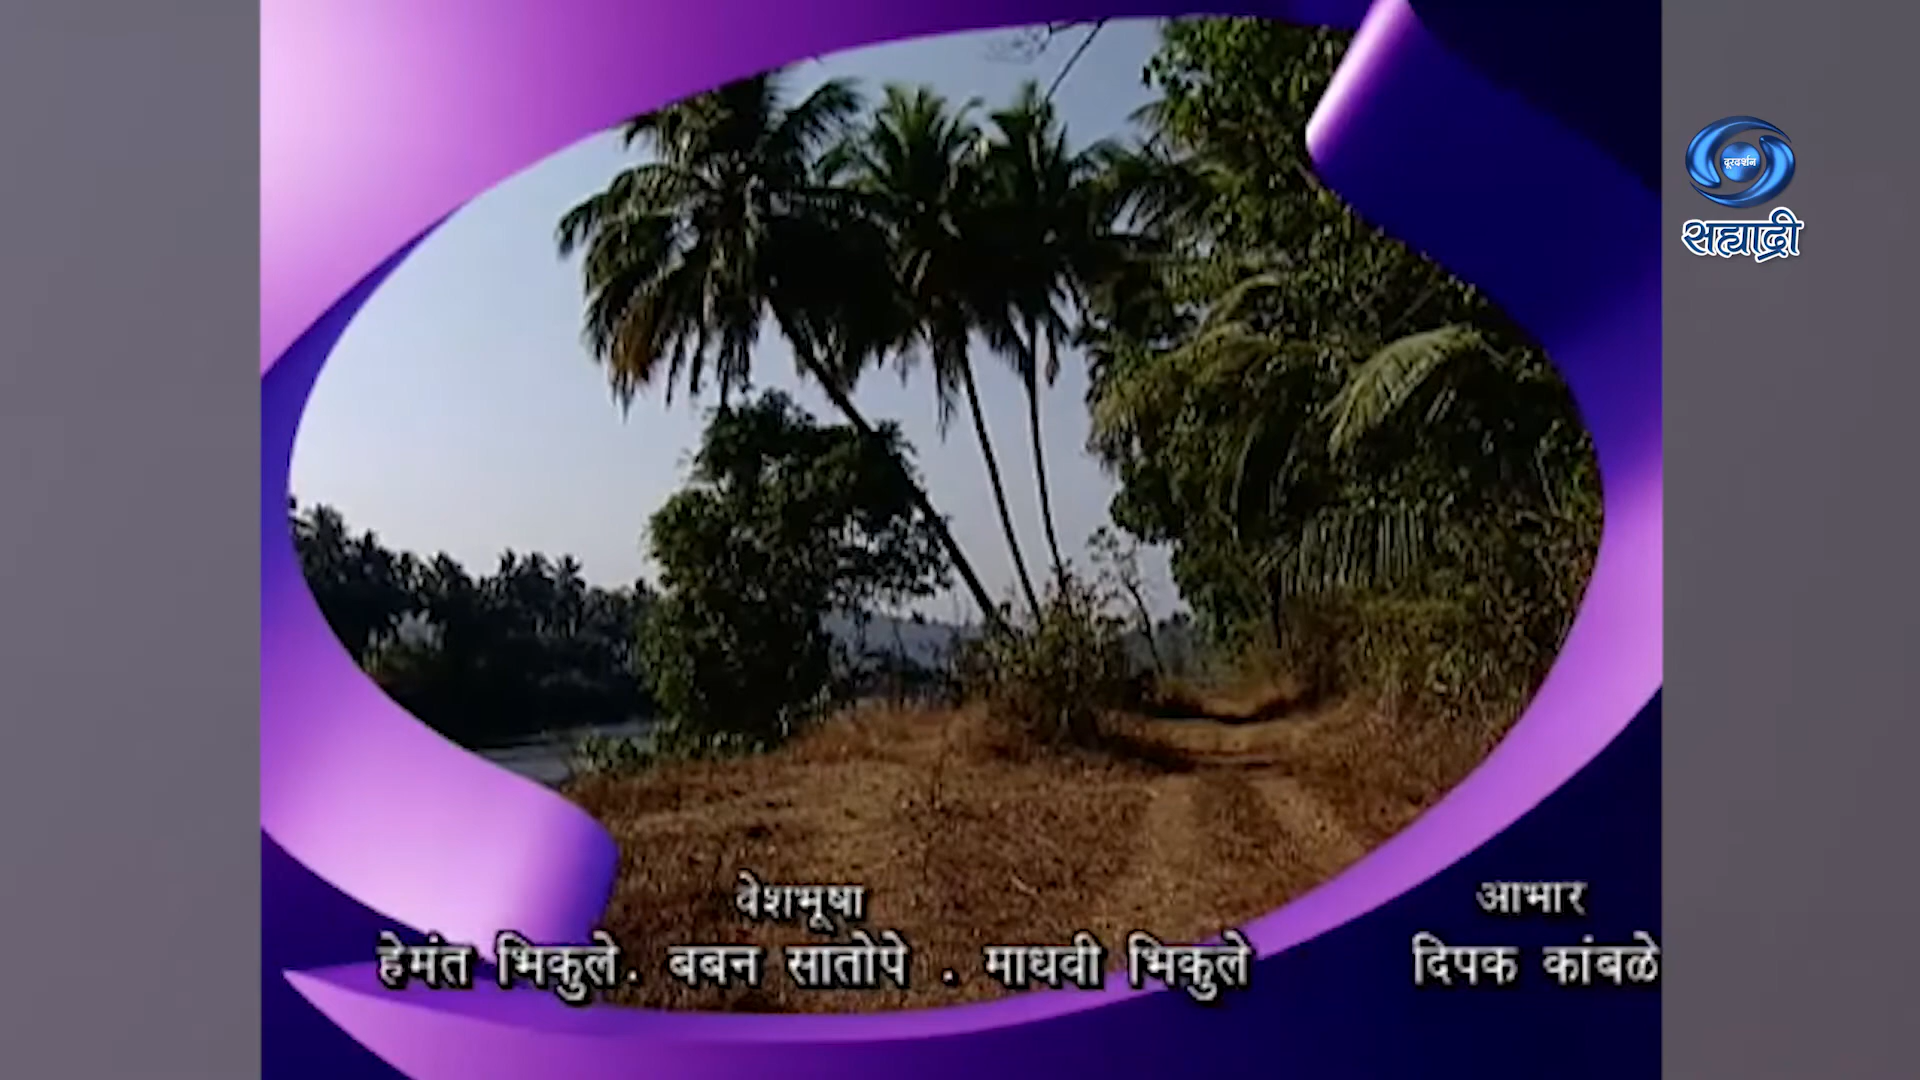 दूरदर्शन
सह्याद्री
वेशभूषा
हेमंत भिकुले. बबन सातोपे . माधवी भिकुले
आभार
दिपक कांबळे